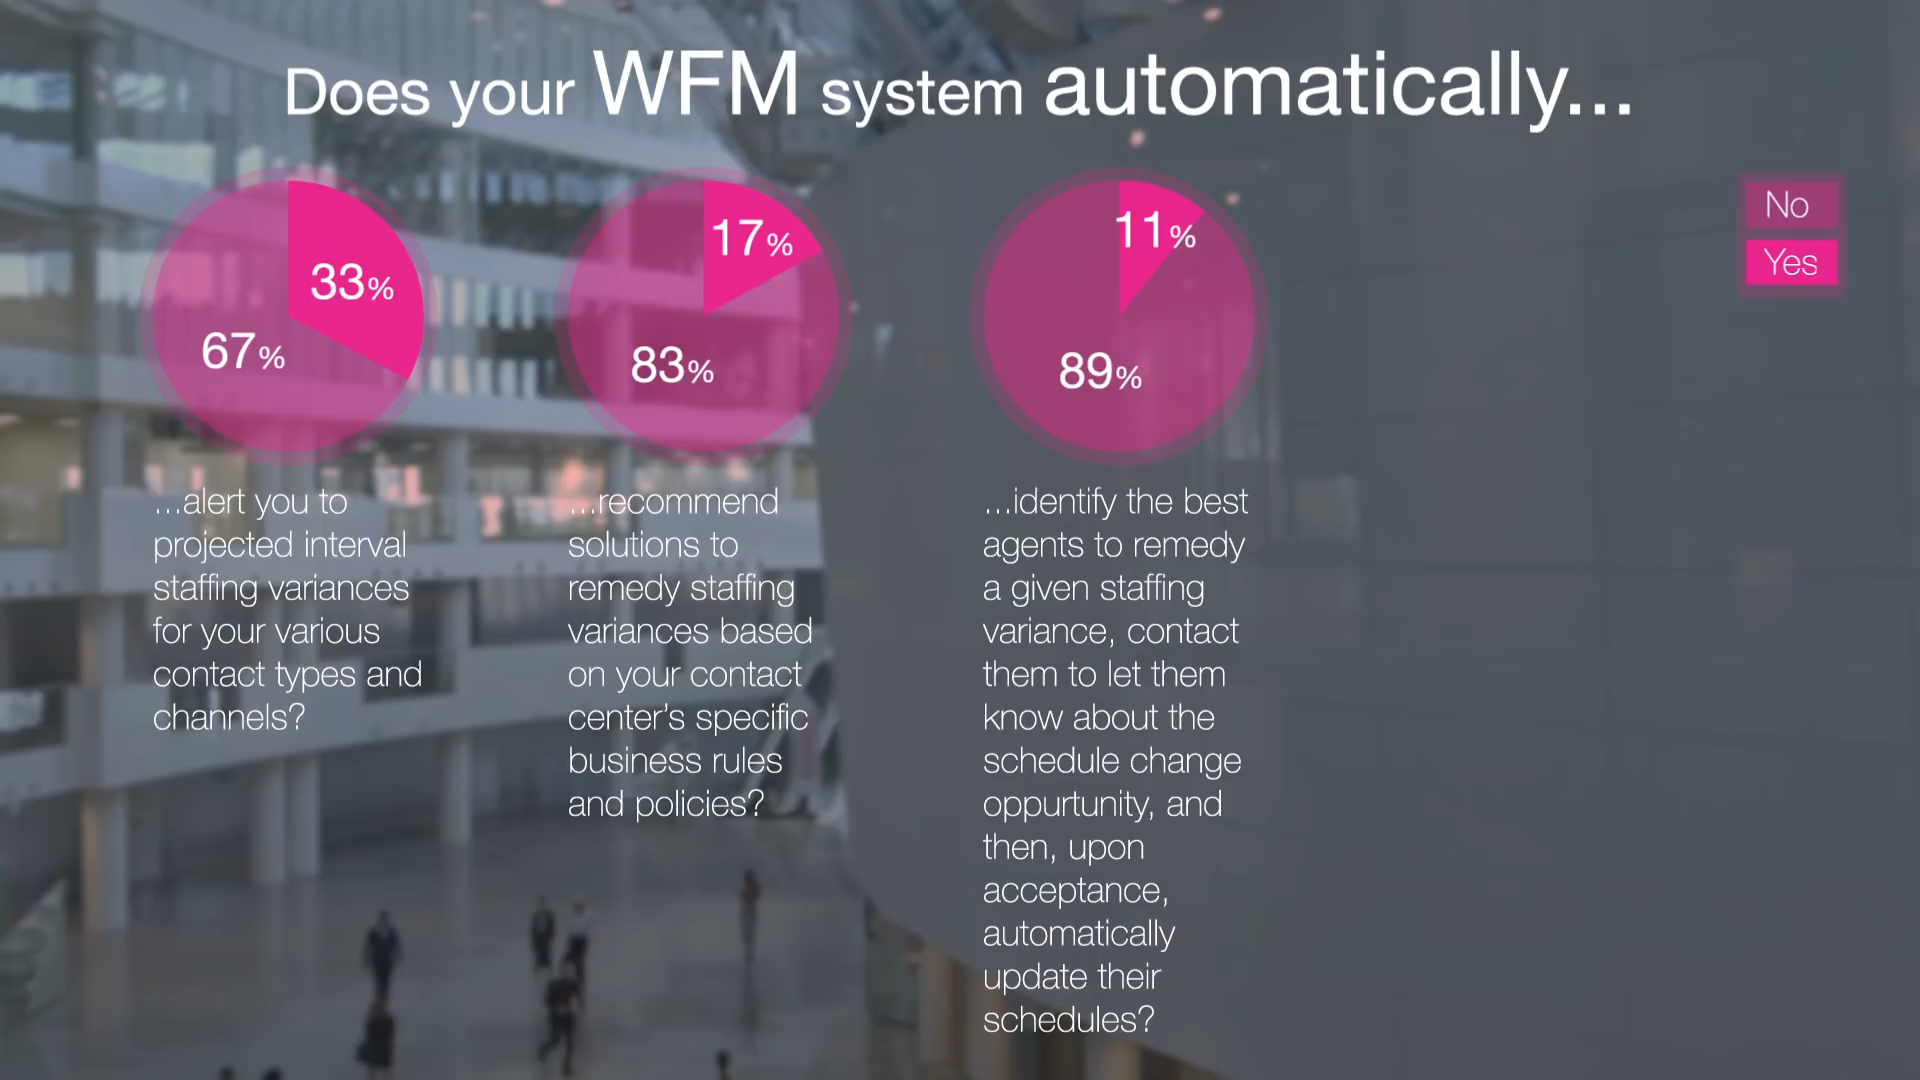 Does your WFM system automatically...
33%
67%
17%
83%
11%
89%
No
Yes
...alert you to
projected interval
staffing variances
for your various
contact types and
channels?
...recommend
solutions to
remedy staffing
variances based
on your contact
center's specific
business rules
and policies?
...identify the best
agents to remedy
a given staffing
variance, contact
them to let them
know about the
schedule change
oppurtunity, and
then, upon
acceptance,
automatically
update their
schedules?